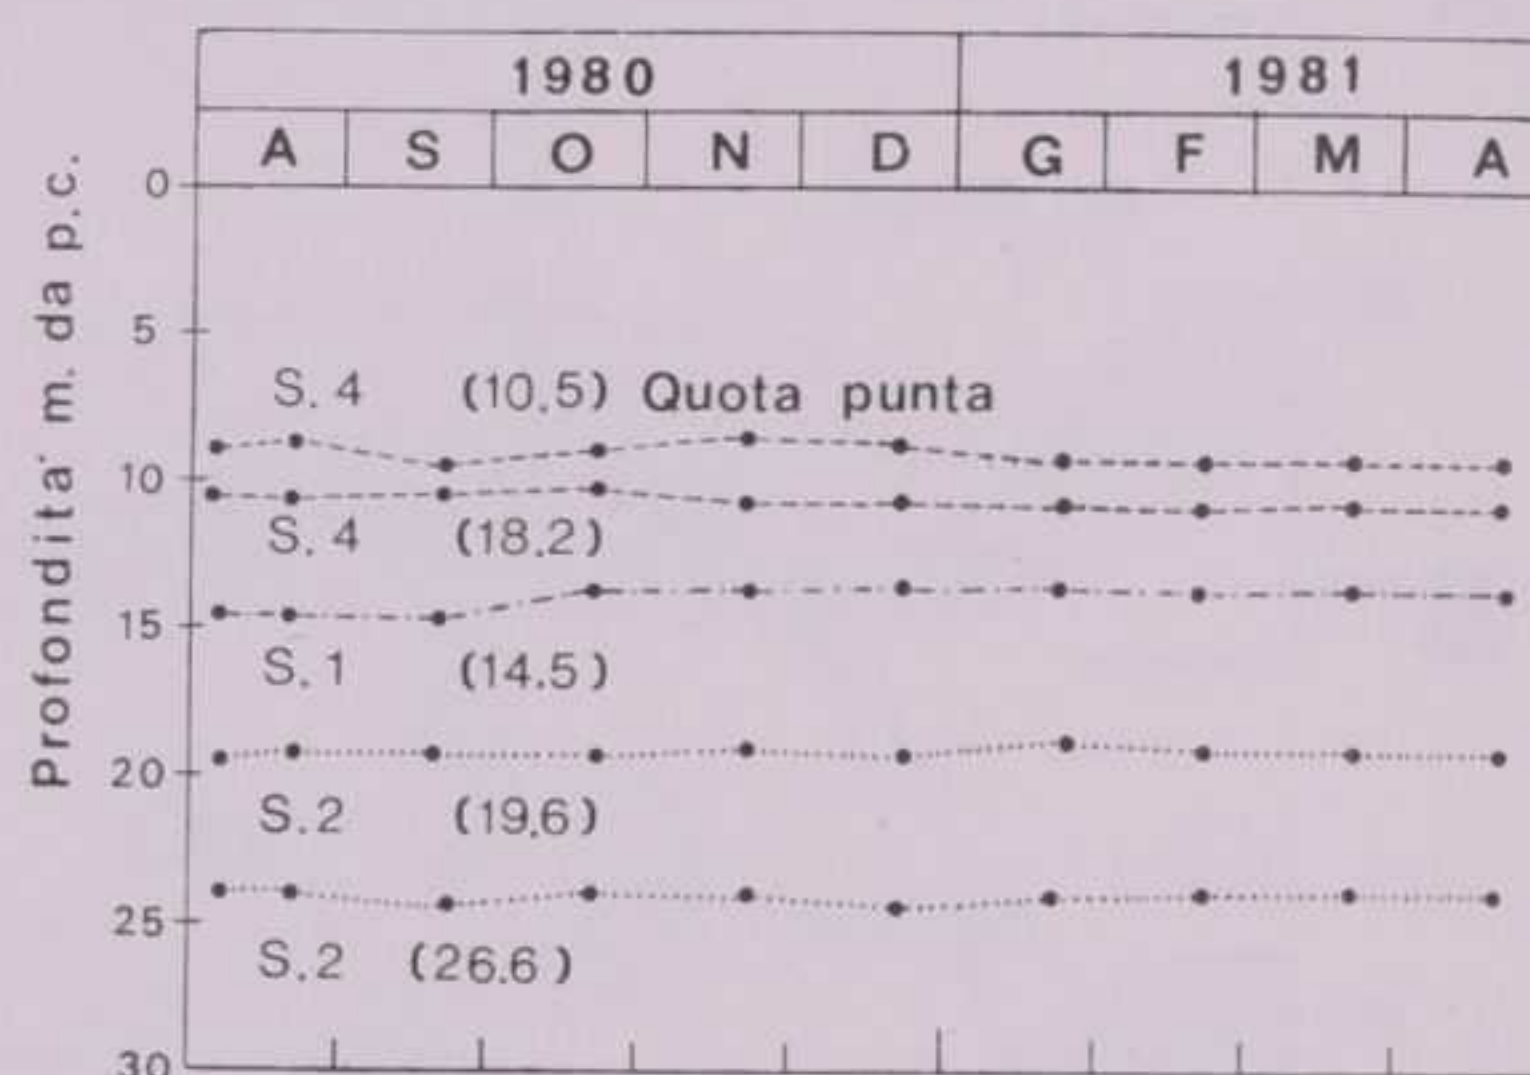 1980 1981
A S O N D G F M A
Profondita' m. da p.c.
0
5
S. 4 (10.5) Quota punta
10
S. 4 (18.2)
15
S. 1 (14.5)
20
S. 2 (19.6)
25
S. 2 (26.6)
30